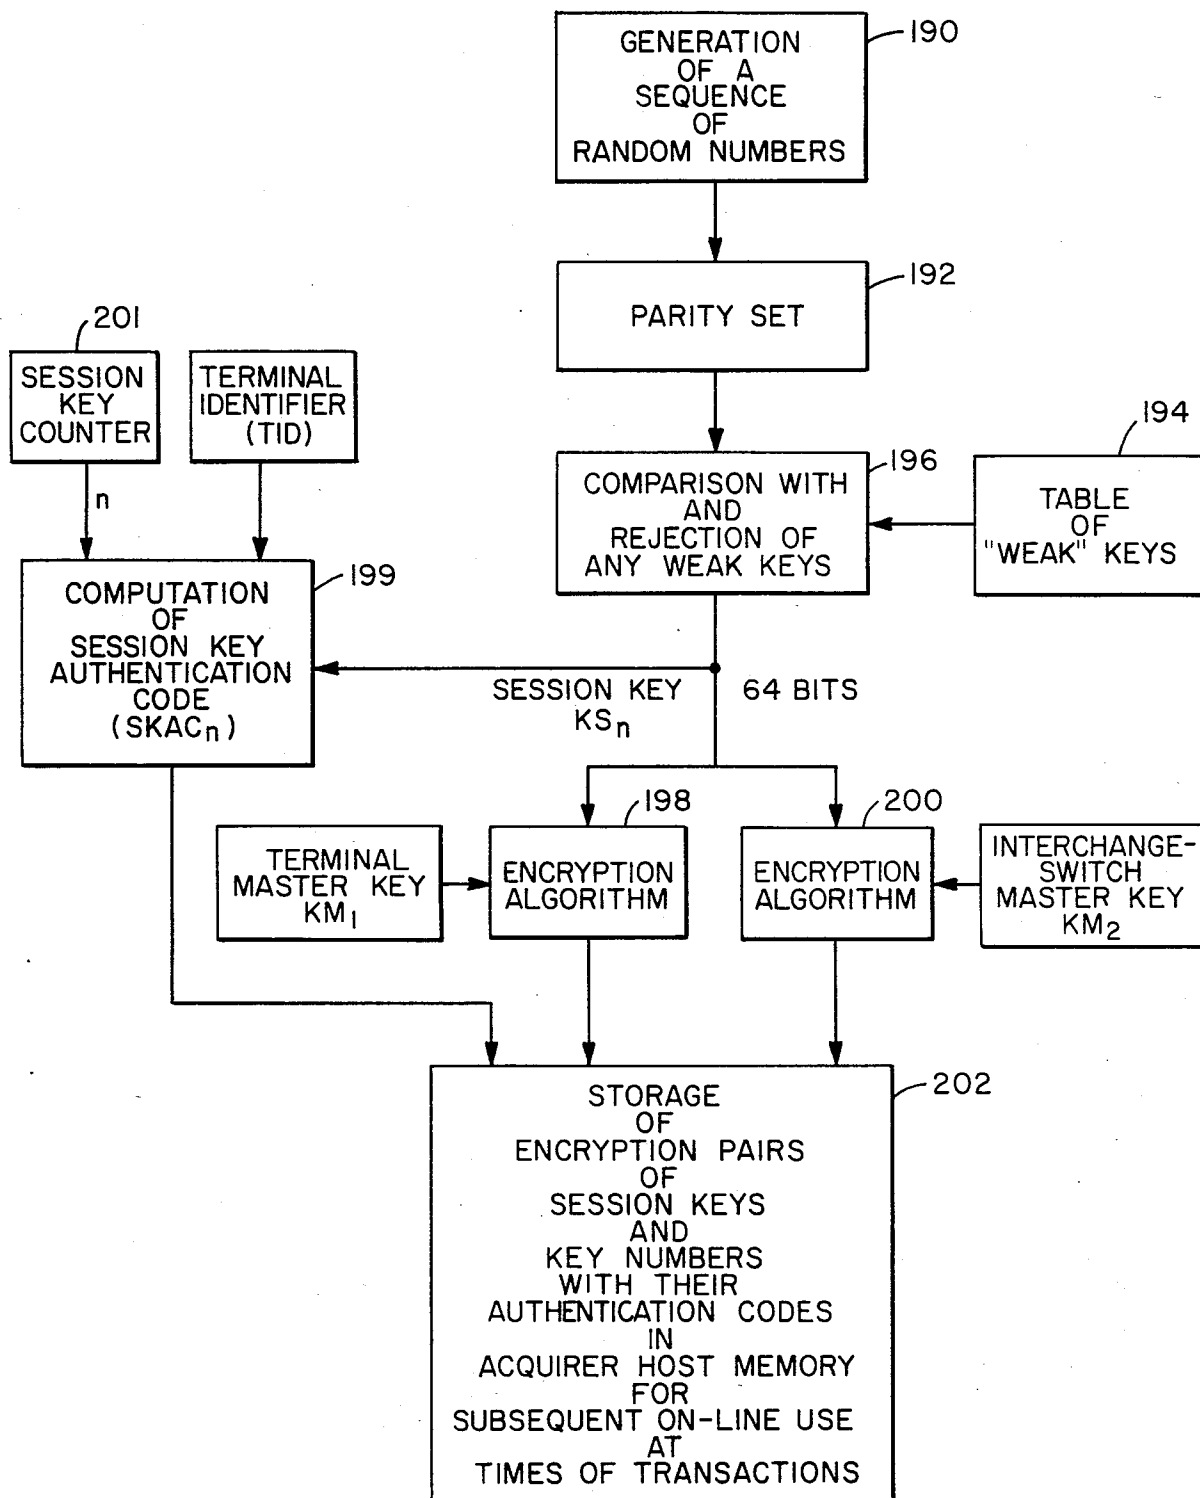 190
GENERATION
OF A
SEQUENCE
OF
RANDOM NUMBERS
192
PARITY SET
201
SESSION
KEY
COUNTER
TERMINAL
IDENTIFIER
(TID)
n
196
COMPARISON WITH
AND
REJECTION OF
ANY WEAK KEYS
194
TABLE
OF
"WEAK" KEYS
199
COMPUTATION
OF
SESSION KEY
AUTHENTICATION
CODE
(SKACn)
SESSION KEY
KSn
64 BITS
198
200
TERMINAL
MASTER KEY
KM1
ENCRYPTION
ALGORITHM
ENCRYPTION
ALGORITHM
INTERCHANGE-
SWITCH
MASTER KEY
KM2
202
STORAGE
OF
ENCRYPTION PAIRS
OF
SESSION KEYS
AND
KEY NUMBERS
WITH THEIR
AUTHENTICATION CODES
IN
ACQUIRER HOST MEMORY
FOR
SUBSEQUENT ON-LINE USE
AT
TIMES OF TRANSACTIONS